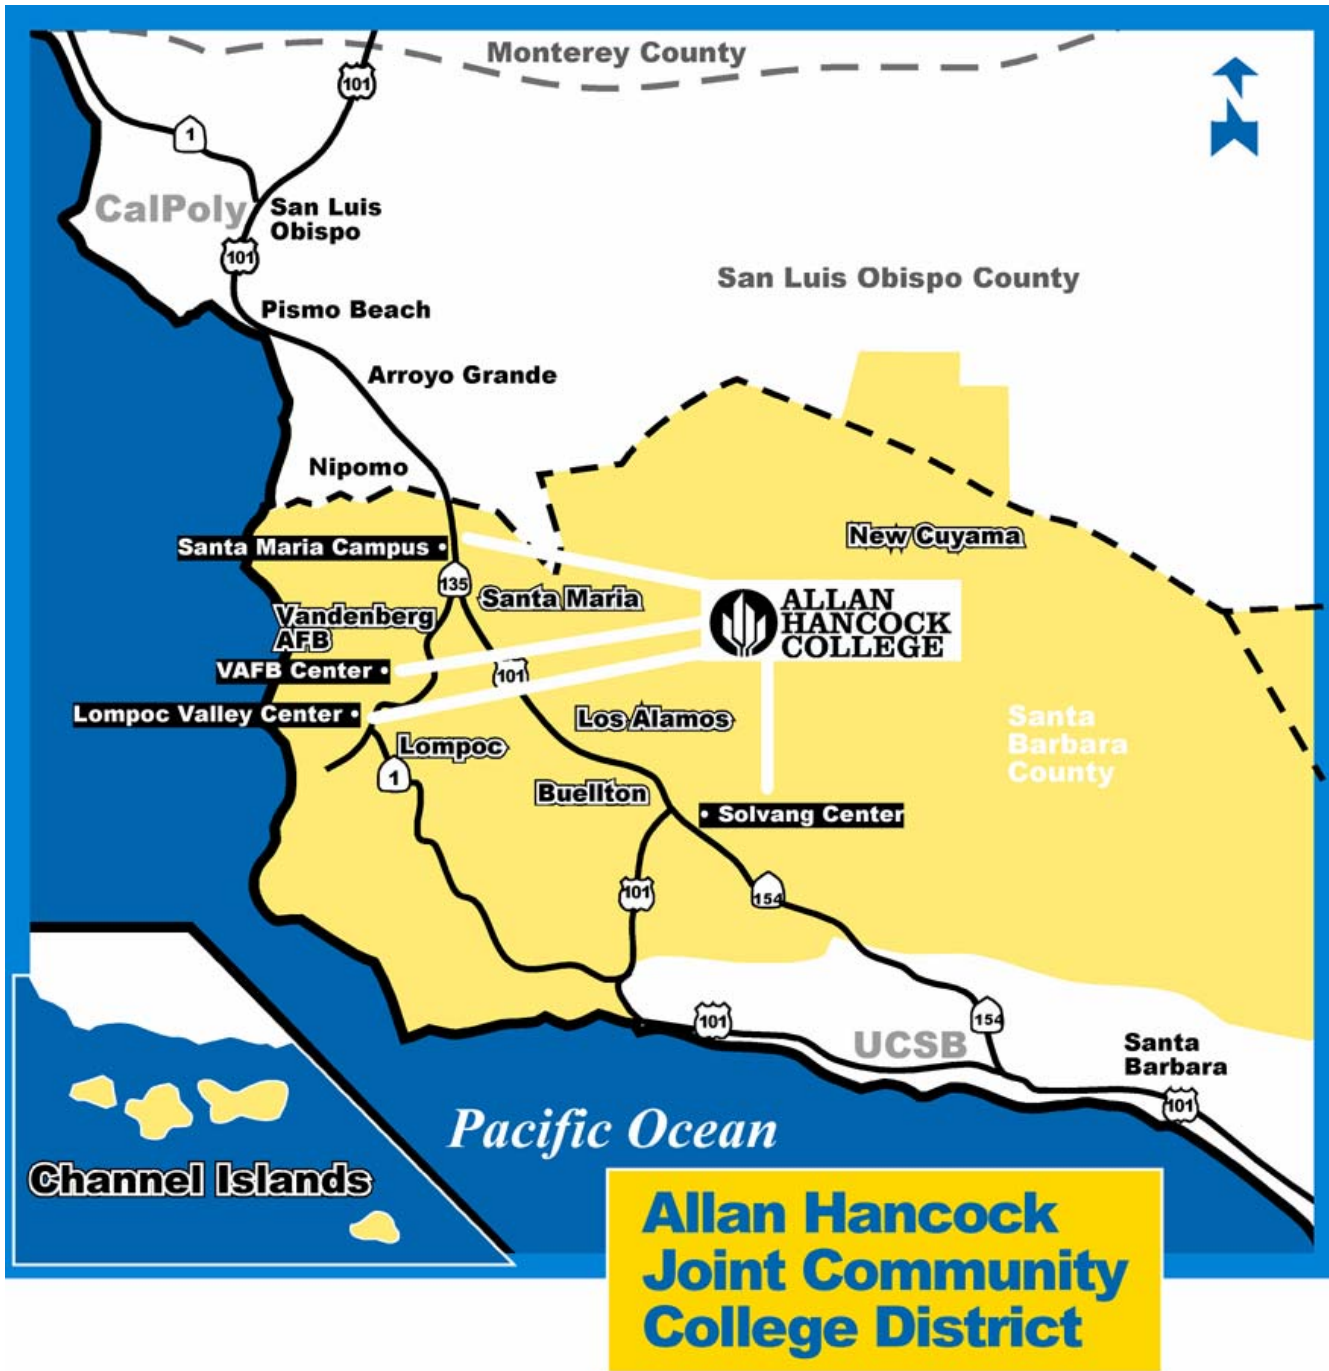 Monterey County
101
1
CalPoly
San Luis
Obispo
101
San Luis Obispo County
Pismo Beach
Arroyo Grande
Nipomo
New Cuyama
Santa Maria Campus •
135
Santa Maria
ALLAN
HANCOCK
COLLEGE
Vandenberg
AFB
VAFB Center •
101
Lompoc Valley Center •
Los Alamos
Santa
Barbara
County
Lompoc
1
Buellton
• Solvang Center
101
154
101
154
UCSB
Santa
Barbara
101
Pacific Ocean
Channel Islands
Allan Hancock
Joint Community
College District